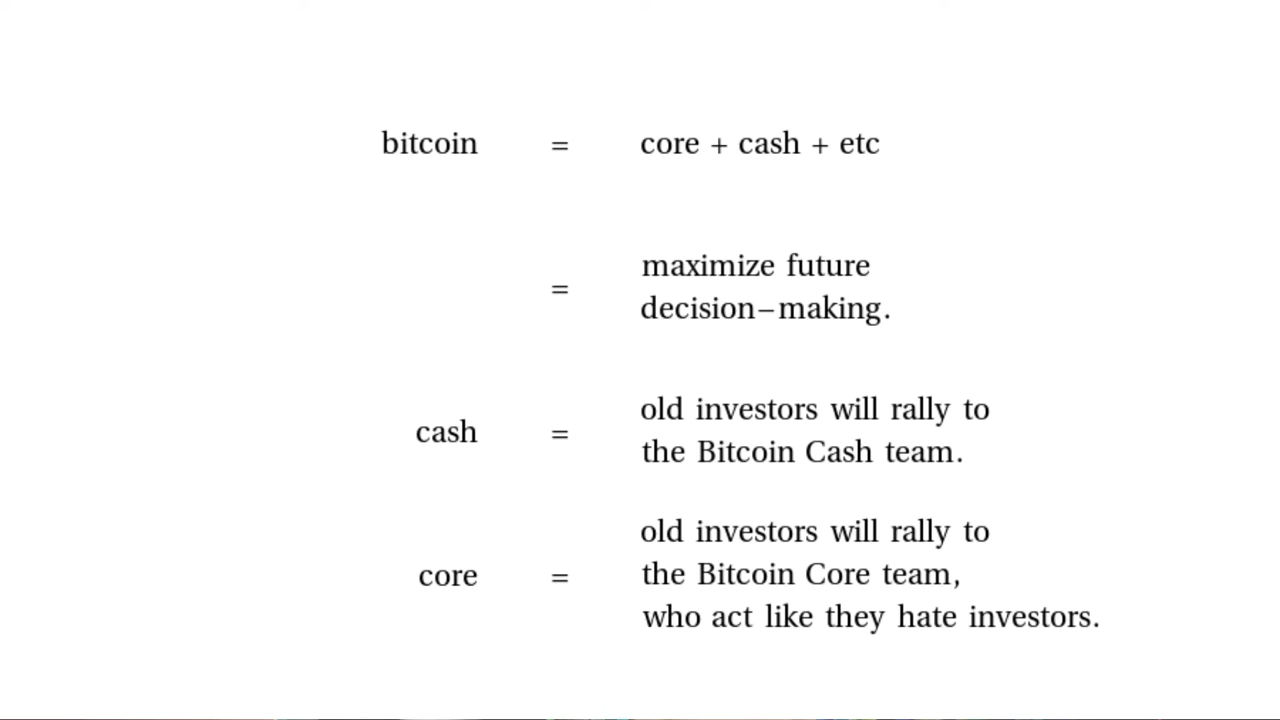 bitcoin = core + cash + etc
= maximize future
decision–making.
cash = old investors will rally to
the Bitcoin Cash team.
core = old investors will rally to
the Bitcoin Core team,
who act like they hate investors.